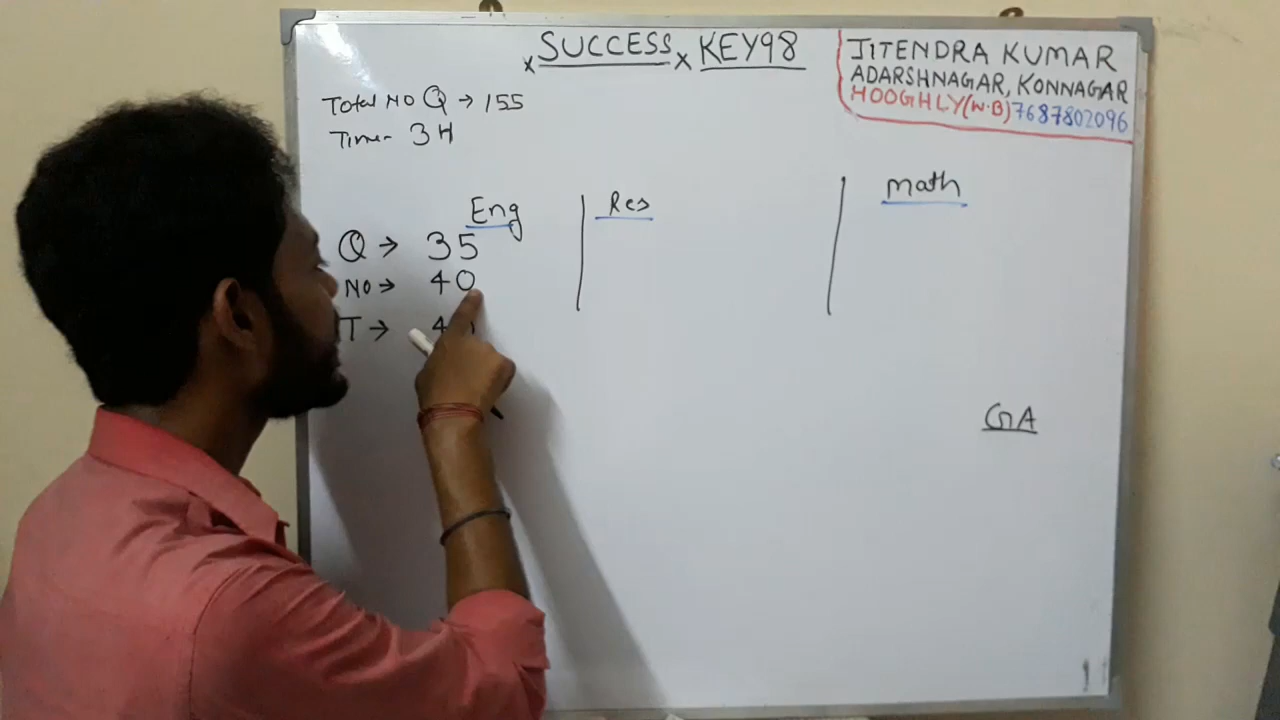 ×SUCCESS×KEY98
JITENDRA KUMAR
ADARSHNAGAR, KONNAGAR
HOOGHLY(W.B)7687802096
Total NO Q → 155
Time- 3 H
Eng
Res
math
Q → 35
NO → 40
T → 4
GA